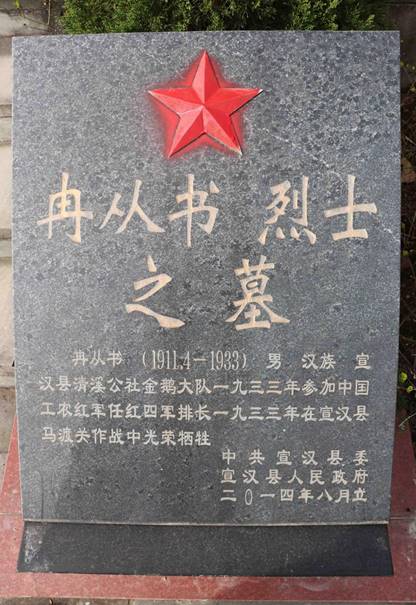 冉从书 烈士
之 墓
冉从书 (1911.4—1933) 男 汉族 宣
汉县清溪公社金鹅大队一九三三年参加中国
工农红军任红四军排长一九三三年在宣汉县
马渡关作战中光荣牺牲
中共宣汉县委
宣汉县人民政府
二0一四年八月立